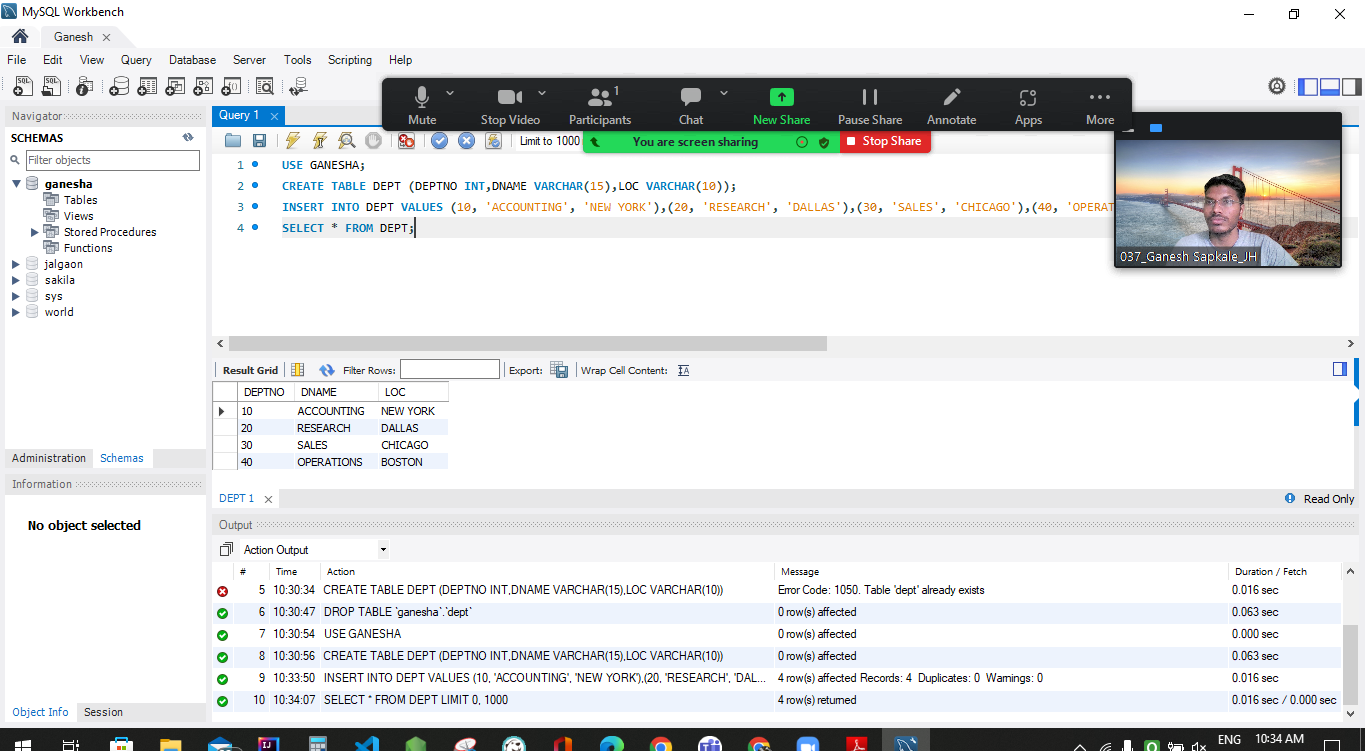 MySQL Workbench
Ganesh
File Edit View Query Database Server Tools Scripting Help
Mute Stop Video Participants 1 Chat New Share Pause Share Annotate Apps More
You are screen sharing Stop Share
Navigator
SCHEMAS
Filter objects
ganesha
Tables
Views
Stored Procedures
Functions
jalgaon
sakila
sys
world
Administration Schemas
Information
No object selected
Object Info Session
Query 1
Limit to 1000
1 USE GANESHA;
2 CREATE TABLE DEPT (DEPTNO INT,DNAME VARCHAR(15),LOC VARCHAR(10));
3 INSERT INTO DEPT VALUES (10, 'ACCOUNTING', 'NEW YORK'),(20, 'RESEARCH', 'DALLAS'),(30, 'SALES', 'CHICAGO'),(40, 'OPERAT
4 SELECT * FROM DEPT;
037_Ganesh Sapkale_JH
Result Grid Filter Rows: Export: Wrap Cell Content:
DEPTNO DNAME LOC
10 ACCOUNTING NEW YORK
20 RESEARCH DALLAS
30 SALES CHICAGO
40 OPERATIONS BOSTON
DEPT 1 Read Only
Output
Action Output
# Time Action Message Duration / Fetch
5 10:30:34 CREATE TABLE DEPT (DEPTNO INT,DNAME VARCHAR(15),LOC VARCHAR(10)) Error Code: 1050. Table 'dept' already exists 0.016 sec
6 10:30:47 DROP TABLE `ganesha`.`dept` 0 row(s) affected 0.063 sec
7 10:30:54 USE GANESHA 0 row(s) affected 0.000 sec
8 10:30:56 CREATE TABLE DEPT (DEPTNO INT,DNAME VARCHAR(15),LOC VARCHAR(10)) 0 row(s) affected 0.063 sec
9 10:33:50 INSERT INTO DEPT VALUES (10, 'ACCOUNTING', 'NEW YORK'),(20, 'RESEARCH', 'DAL... 4 row(s) affected Records: 4 Duplicates: 0 Warnings: 0 0.016 sec
10 10:34:07 SELECT * FROM DEPT LIMIT 0, 1000 4 row(s) returned 0.016 sec / 0.000 sec
ENG 10:34 AM